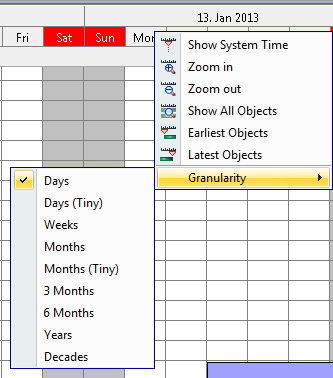 13. Jan 2013
Fri Sat Sun Mon
Show System Time
Zoom in
Zoom out
Show All Objects
Earliest Objects
Latest Objects
Granularity
Days
Days (Tiny)
Weeks
Months
Months (Tiny)
3 Months
6 Months
Years
Decades